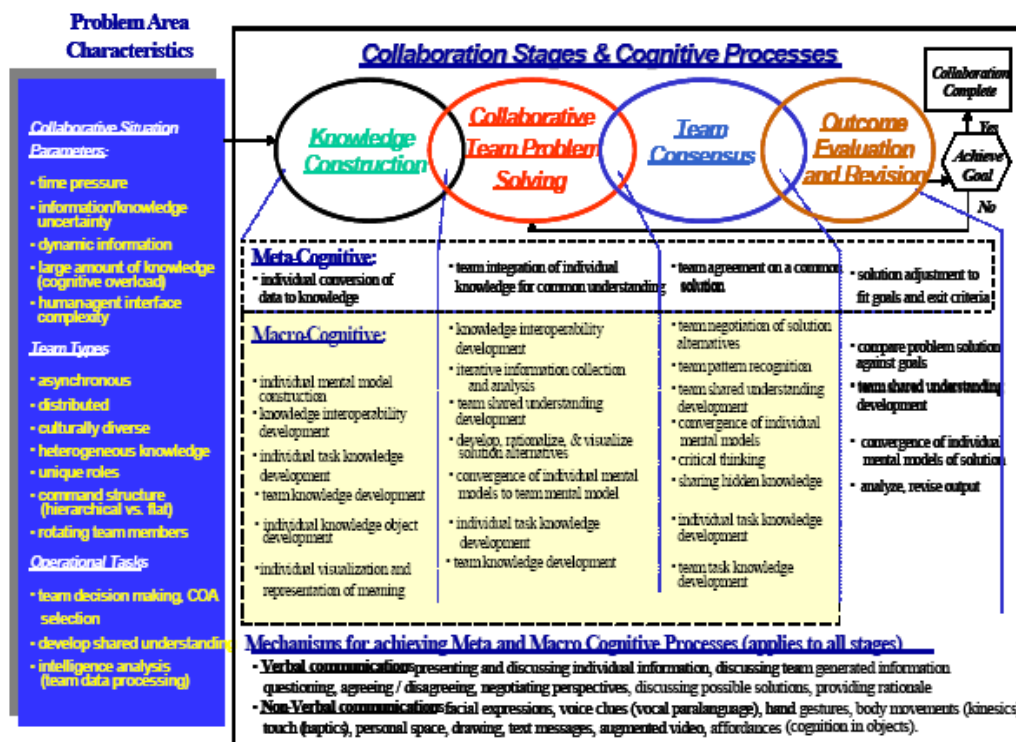 Problem Area
Characteristics
Collaborative Situation
Parameters:
• time pressure
• information/knowledge
uncertainty
• dynamic information
• large amount of knowledge
(cognitive overload)
• human-agent interface
complexity
Team Types
• asynchronous
• distributed
• culturally diverse
• heterogeneous knowledge
• unique roles
• command structure
(hierarchical vs. flat)
• rotating team members
Operational Tasks
• team decision making, COA
selection
• develop shared understanding
• intelligence analysis
(team data processing)
Collaboration Stages & Cognitive Processes
Knowledge
Construction
Collaborative
Team Problem
Solving
Team
Consensus
Outcome
Evaluation
and Revision
Collaboration
Complete
Yes
Achieve
Goal
No
Meta-Cognitive:
• individual conversion of
data to knowledge
• team integration of individual
knowledge for common understanding
• team agreement on a common
solution
• solution adjustment to
fit goals and exit criteria
Macro-Cognitive:
• individual mental model
construction
• knowledge interoperability
development
• individual task knowledge
development
• team knowledge development
• individual knowledge object
development
• individual visualization and
representation of meaning
• knowledge interoperability
development
• iterative information collection
and analysis
• team shared understanding
development
• develop, rationalize, & visualize
solution alternatives
• convergence of individual mental
models to team mental model
• individual task knowledge
development
• team knowledge development
• team negotiation of solution
alternatives
• team pattern recognition
• team shared understanding
development
• convergence of individual
mental models
• critical thinking
• sharing hidden knowledge
• individual task knowledge
development
• team task knowledge
development
• compare problem solution
against goals
• team shared understanding
development
• convergence of individual
mental models of solution
• analyze, revise output
Mechanisms for achieving Meta and Macro Cognitive Processes (applies to all stages)
• Verbal communications presenting and discussing individual information, discussing team generated information
questioning, agreeing / disagreeing, negotiating perspectives, discussing possible solutions, providing rationale
• Non-Verbal communications facial expressions, voice clues (vocal paralanguage), hand gestures, body movements (kinesics)
touch (haptics), personal space, drawing, text messages, augmented video, affordances (cognition in objects).